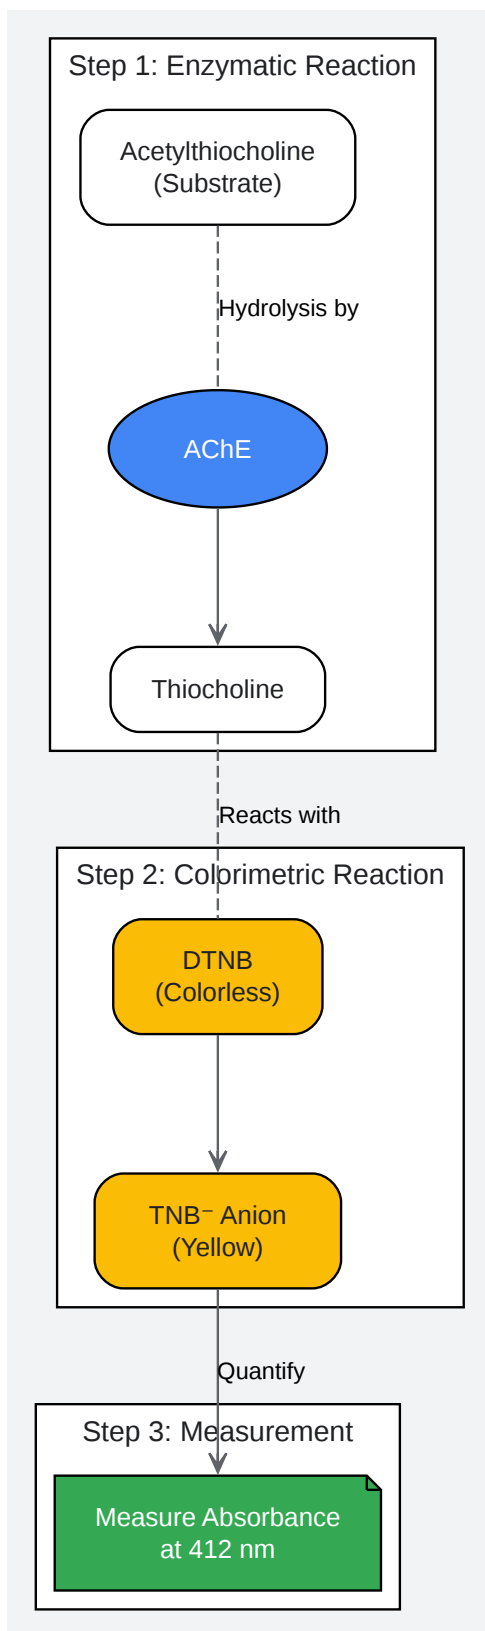 Step 1: Enzymatic Reaction
Acetylthiocholine
(Substrate)
Hydrolysis by
AChE
Thiocholine
Reacts with
Step 2: Colorimetric Reaction
DTNB
(Colorless)
TNB⁻ Anion
(Yellow)
Quantify
Step 3: Measurement
Measure Absorbance
at 412 nm